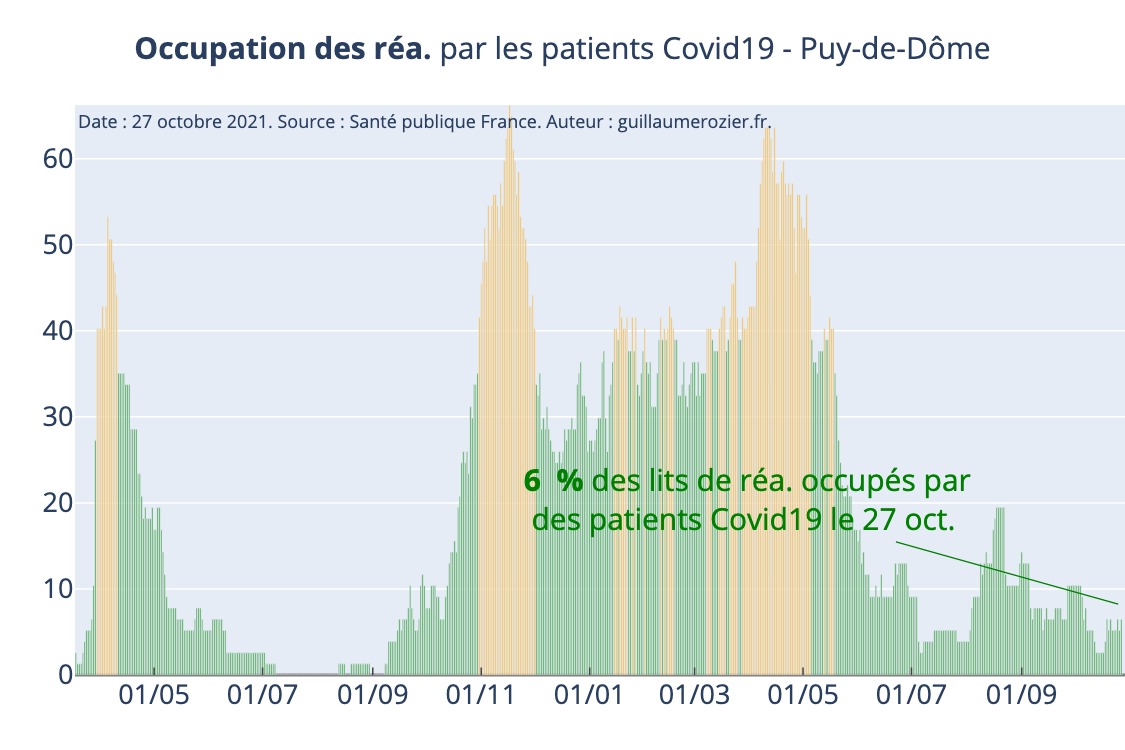 Occupation des réa. par les patients Covid19 - Puy-de-Dôme
Date : 27 octobre 2021. Source : Santé publique France. Auteur : guillaumerozier.fr.
60
50
40
30
20
10
0
6 % des lits de réa. occupés par
des patients Covid19 le 27 oct.
01/05 01/07 01/09 01/11 01/01 01/03 01/05 01/07 01/09